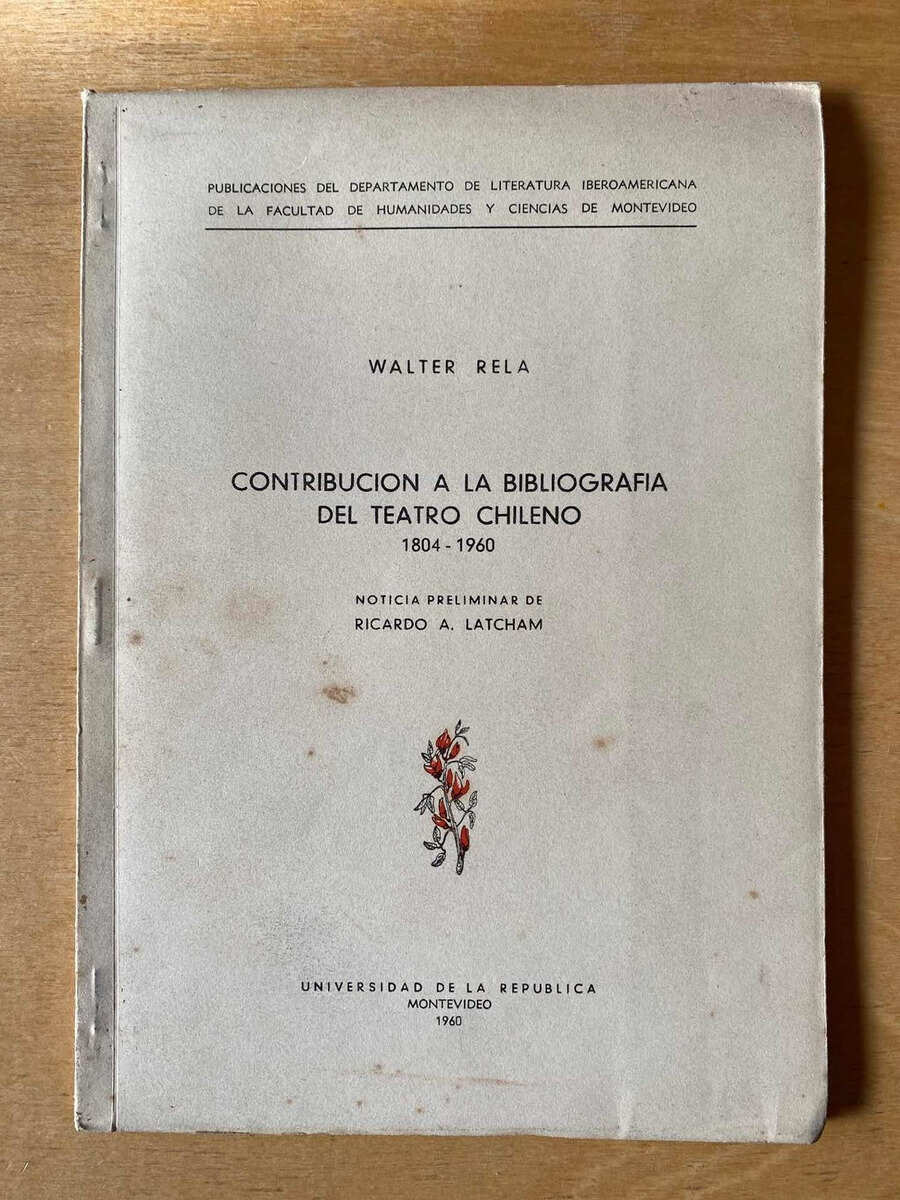 PUBLICACIONES DEL DEPARTAMENTO DE LITERATURA IBEROAMERICANA
DE LA FACULTAD DE HUMANIDADES Y CIENCIAS DE MONTEVIDEO
WALTER RELA
CONTRIBUCION A LA BIBLIOGRAFIA
DEL TEATRO CHILENO
1804 - 1960
NOTICIA PRELIMINAR DE
RICARDO A. LATCHAM
UNIVERSIDAD DE LA REPUBLICA
MONTEVIDEO
1960